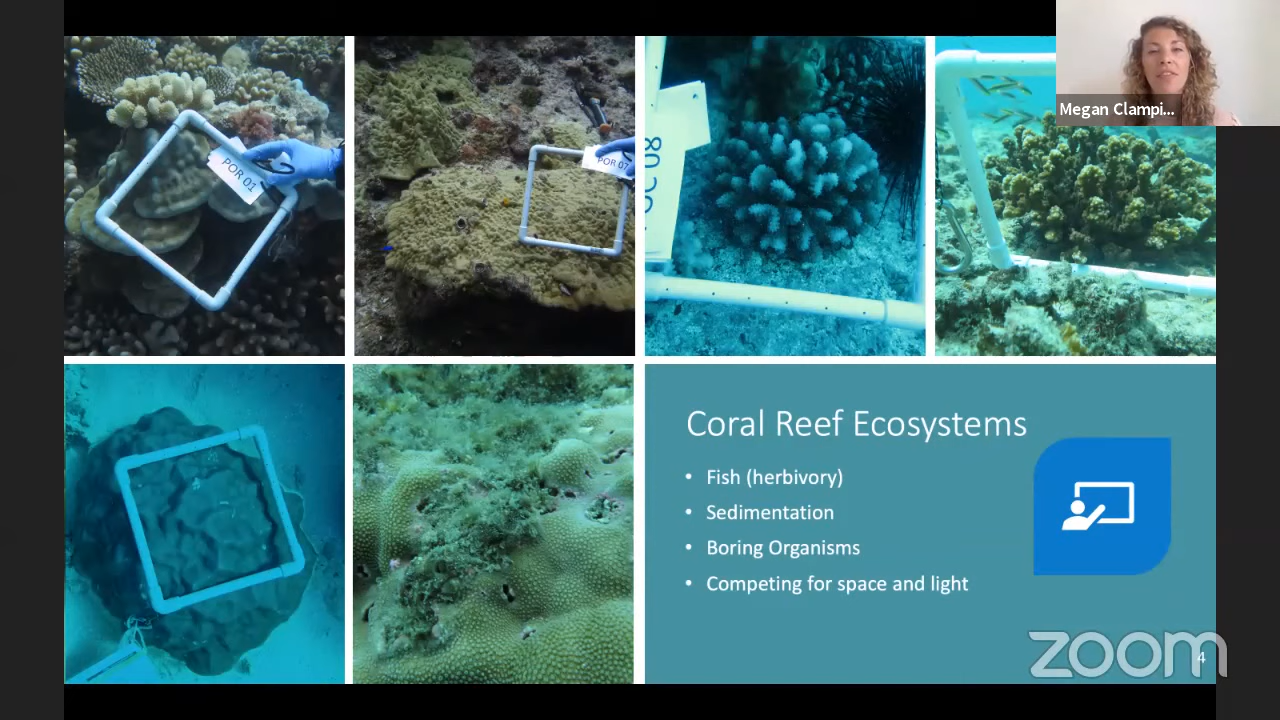 Megan Clampi...
POR 01
POR 07
OC 08
Coral Reef Ecosystems
• Fish (herbivory)
• Sedimentation
• Boring Organisms
• Competing for space and light
zoom
4